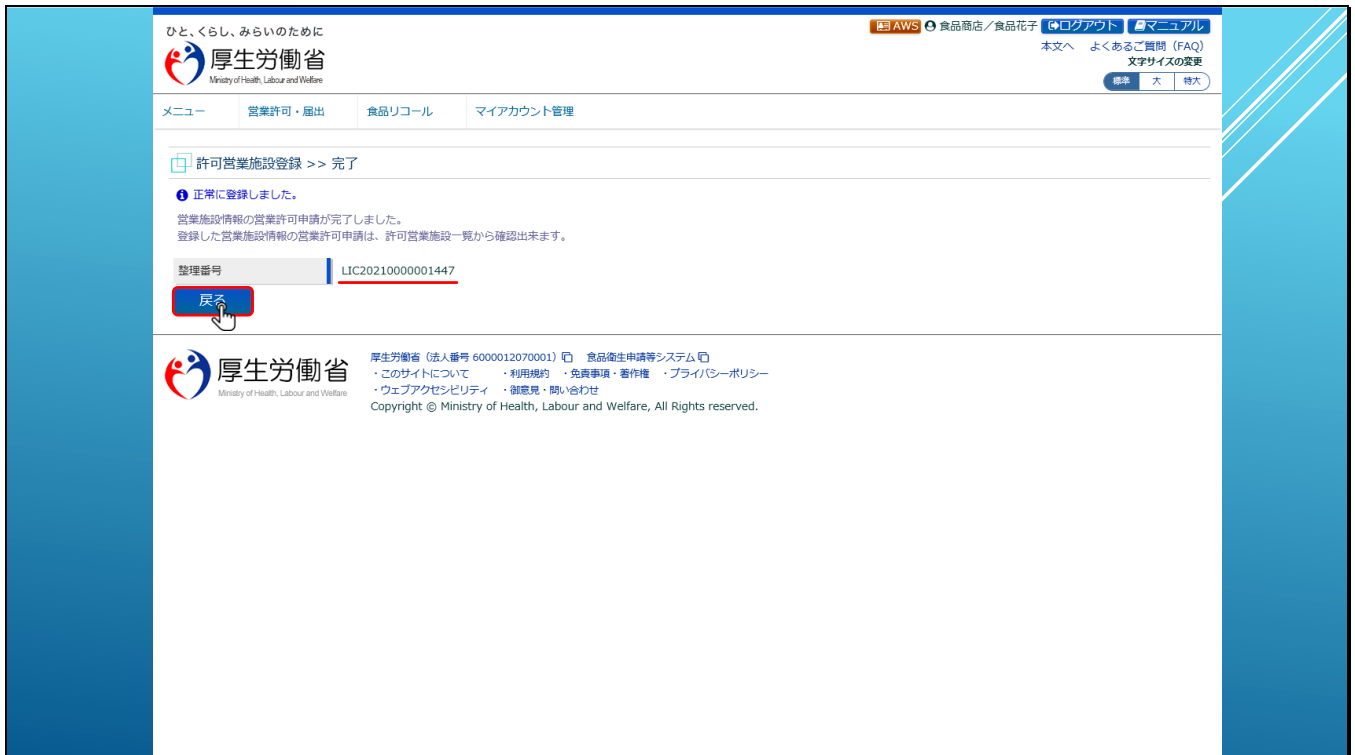 ひと、くらし、みらいのために
厚生労働省
Ministry of Health, Labour and Welfare
AWS 食品商店／食品花子 ログアウト マニュアル
本文へ よくあるご質問（FAQ）
文字サイズの変更
標準 大 特大
メニュー 営業許可・届出 食品リコール マイアカウント管理
許可営業施設登録 >> 完了
正常に登録しました。
営業施設情報の営業許可申請が完了しました。
登録した営業施設情報の営業許可申請は、許可営業施設一覧から確認出来ます。
整理番号 LIC20210000001447
戻る
厚生労働省
Ministry of Health, Labour and Welfare
厚生労働省（法人番号 6000012070001） 食品衛生申請等システム
・このサイトについて ・利用規約 ・免責事項・著作権 ・プライバシーポリシー
・ウェブアクセシビリティ ・御意見・問い合わせ
Copyright © Ministry of Health, Labour and Welfare, All Rights reserved.